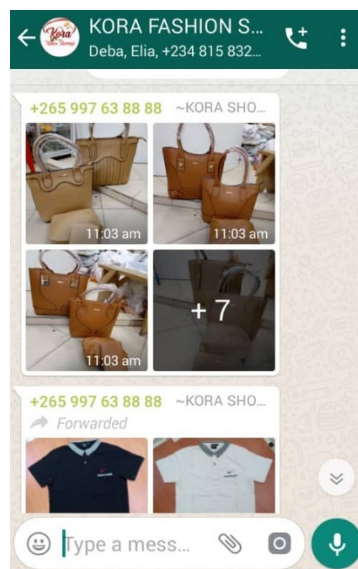 Kora
KORA FASHION S...
Deba, Elia, +234 815 832...
+265 997 63 88 88 ~KORA SHO...
11:03 am
11:03 am
11:03 am
+ 7
+265 997 63 88 88 ~KORA SHO...
Forwarded
Type a mess...